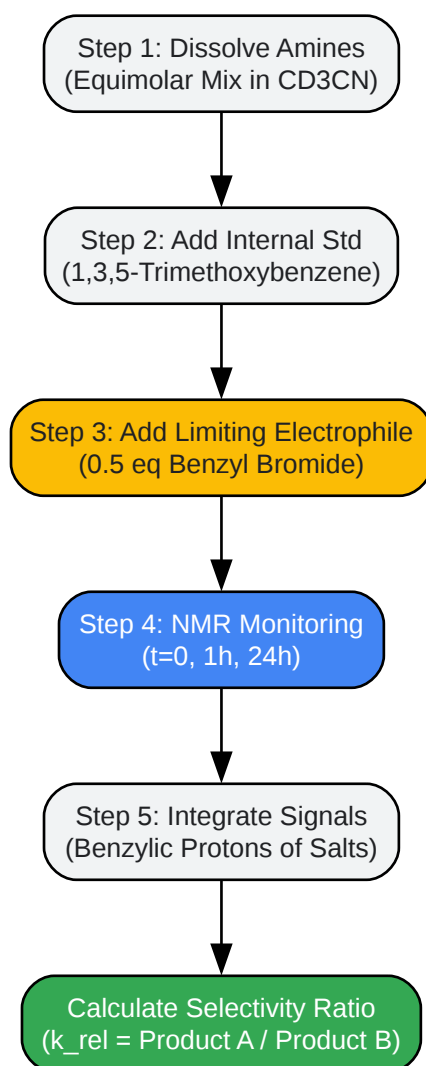 Step 1: Dissolve Amines
(Equimolar Mix in CD3CN)
Step 2: Add Internal Std
(1,3,5-Trimethoxybenzene)
Step 3: Add Limiting Electrophile
(0.5 eq Benzyl Bromide)
Step 4: NMR Monitoring
(t=0, 1h, 24h)
Step 5: Integrate Signals
(Benzylic Protons of Salts)
Calculate Selectivity Ratio
(k_rel = Product A / Product B)